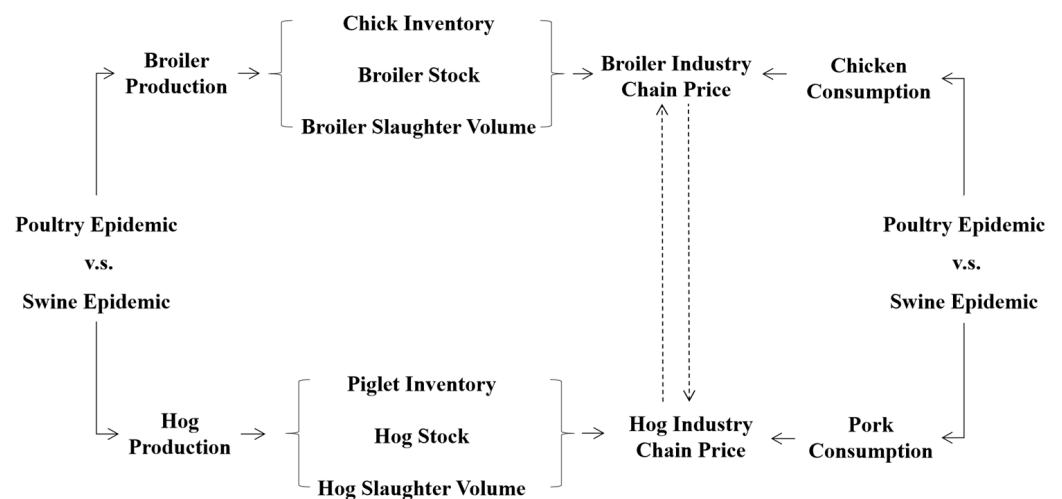 Chick Inventory
Broiler
Production
Broiler Stock
Broiler Slaughter Volume
Broiler Industry
Chain Price
Chicken
Consumption
Poultry Epidemic
v.s.
Swine Epidemic
Poultry Epidemic
v.s.
Swine Epidemic
Hog
Production
Piglet Inventory
Hog Stock
Hog Slaughter Volume
Hog Industry
Chain Price
Pork
Consumption